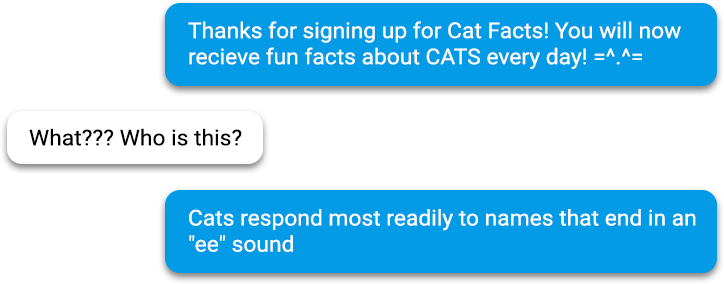 Thanks for signing up for Cat Facts! You will now
recieve fun facts about CATS every day! =^.^=
What??? Who is this?
Cats respond most readily to names that end in an
"ee" sound